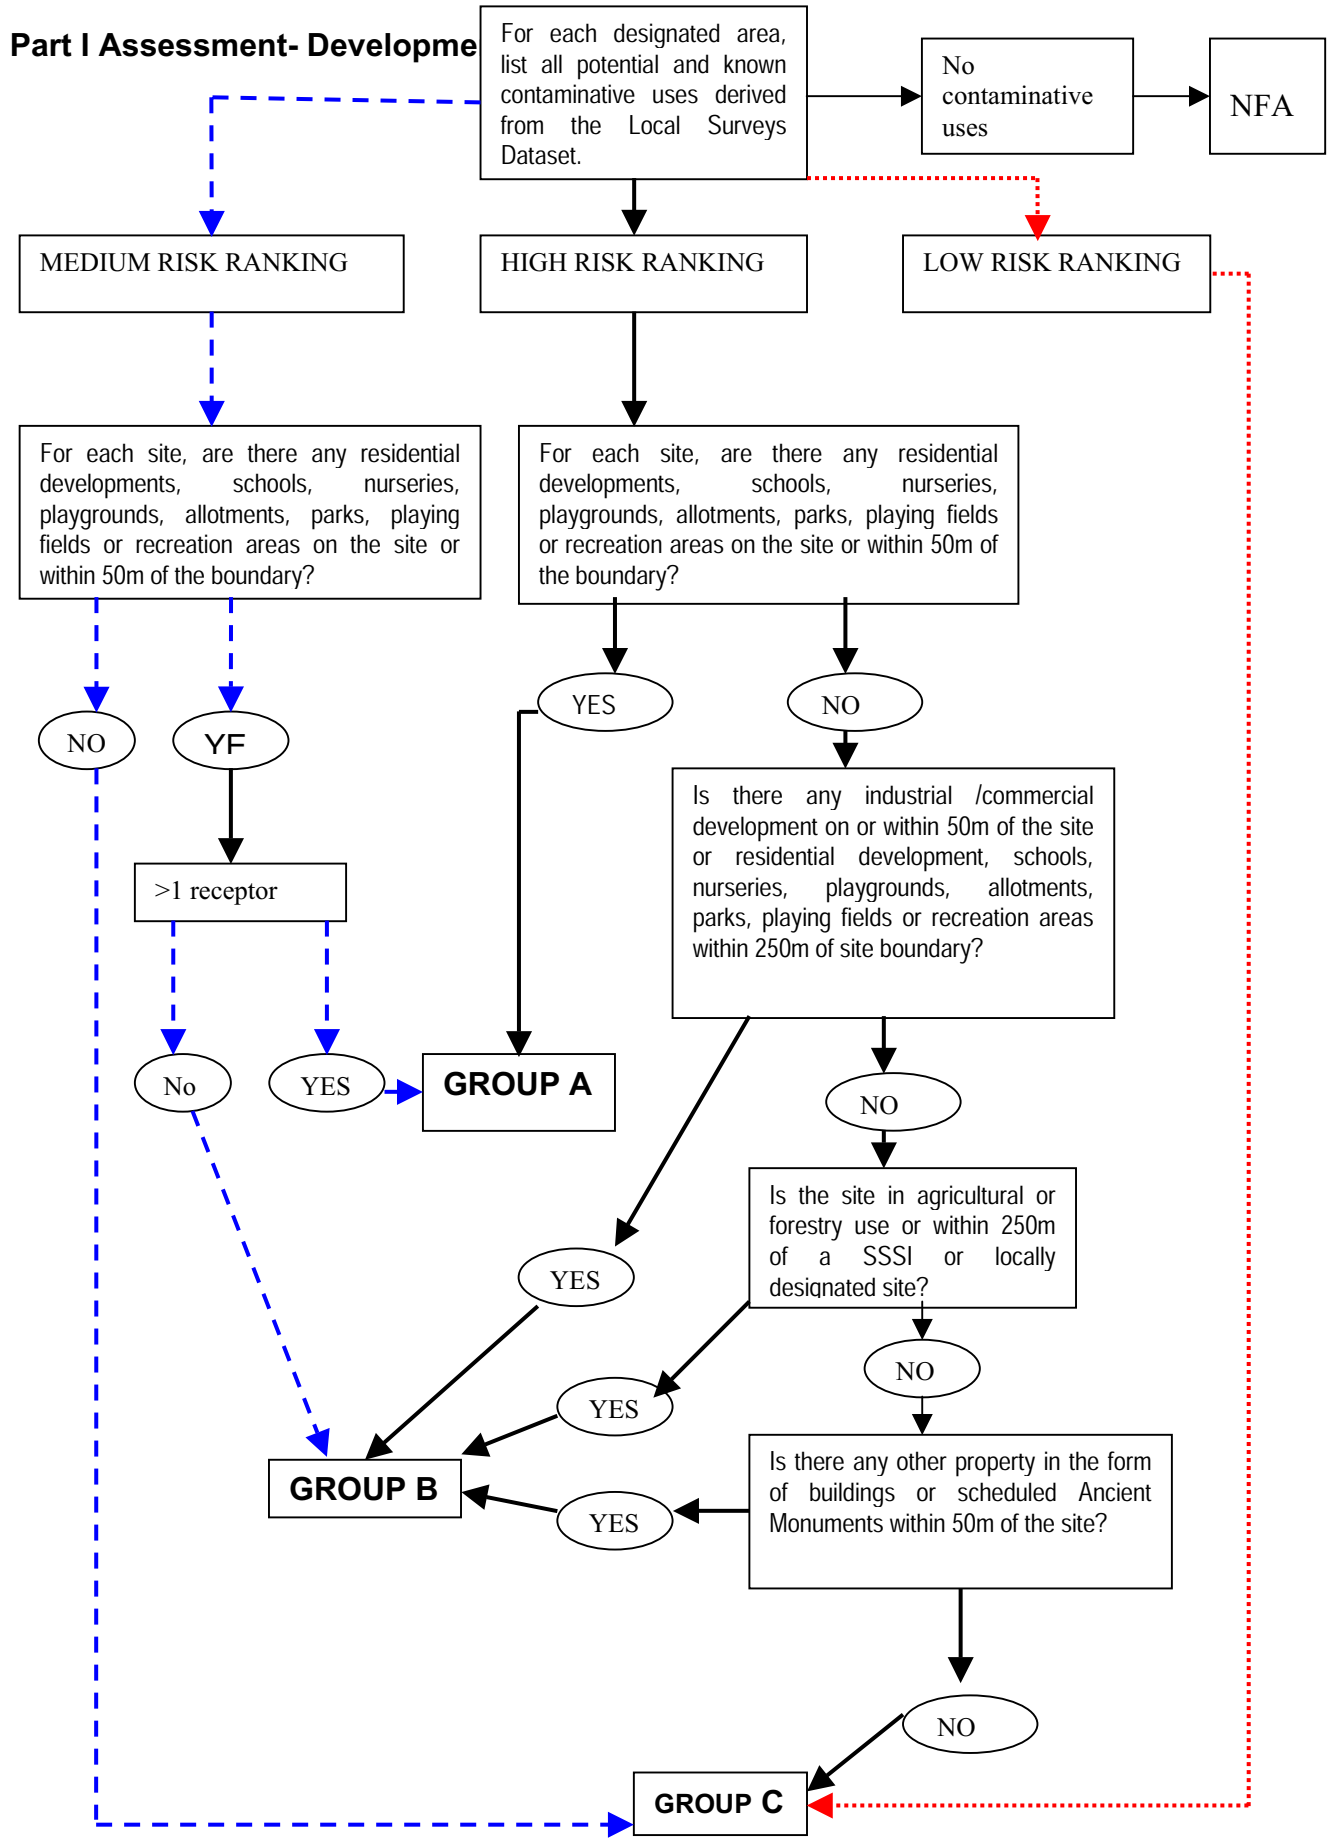 Part I Assessment- Developme
For each designated area,
list all potential and known
contaminative uses derived
from the Local Surveys
Dataset.
No
contaminative
uses
NFA
MEDIUM RISK RANKING
HIGH RISK RANKING
LOW RISK RANKING
For each site, are there any residential
developments, schools, nurseries,
playgrounds, allotments, parks, playing
fields or recreation areas on the site or
within 50m of the boundary?
For each site, are there any residential
developments, schools, nurseries,
playgrounds, allotments, parks, playing fields
or recreation areas on the site or within 50m of
the boundary?
YES
NO
NO
YF
Is there any industrial /commercial
development on or within 50m of the site
or residential development, schools,
nurseries, playgrounds, allotments,
parks, playing fields or recreation areas
within 250m of site boundary?
>1 receptor
No
YES
GROUP A
NO
Is the site in agricultural or
forestry use or within 250m
of a SSSI or locally
designated site?
YES
NO
YES
Is there any other property in the form
of buildings or scheduled Ancient
Monuments within 50m of the site?
GROUP B
YES
NO
GROUP C